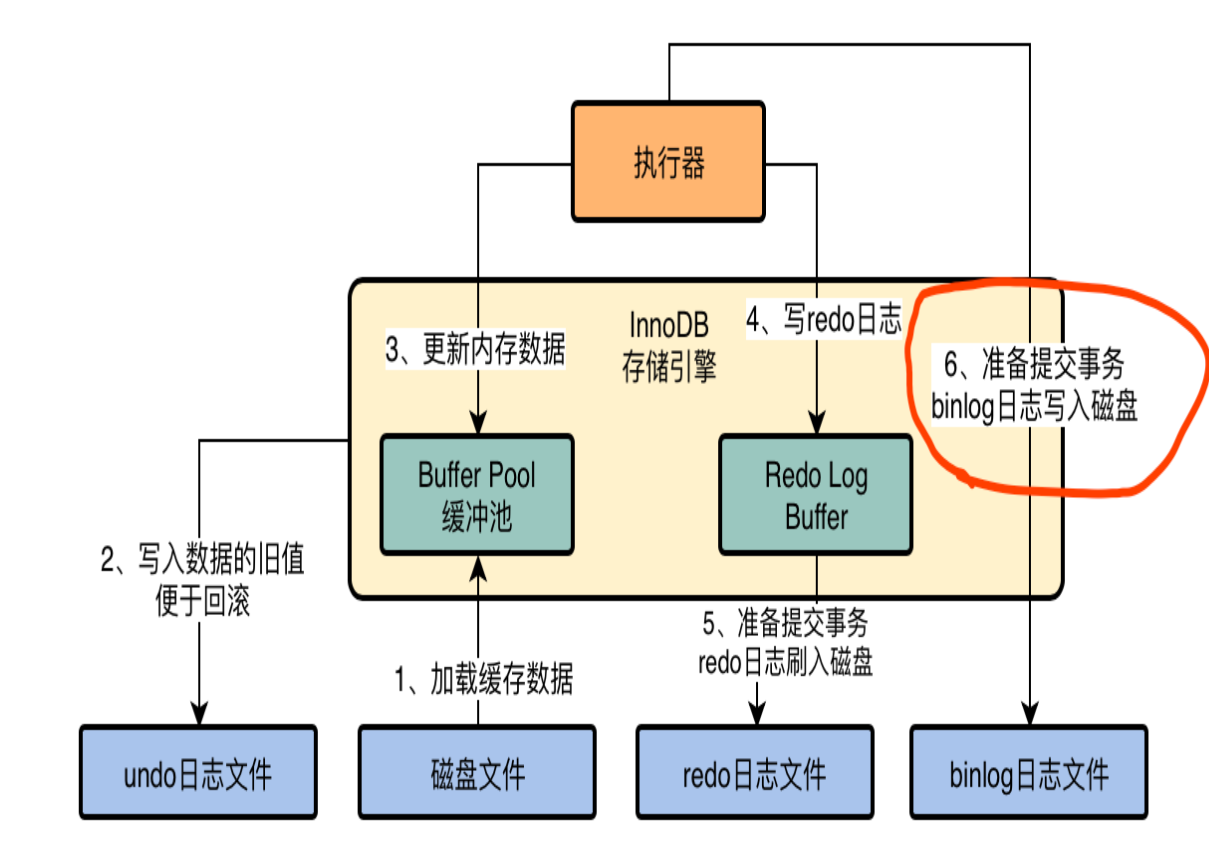 执行器
InnoDB
存储引擎
4、写redo日志
3、更新内存数据
6、准备提交事务
binlog日志写入磁盘
Buffer Pool
缓冲池
Redo Log
Buffer
2、写入数据的旧值
便于回滚
5、准备提交事务
redo日志刷入磁盘
1、加载缓存数据
undo日志文件
磁盘文件
redo日志文件
binlog日志文件